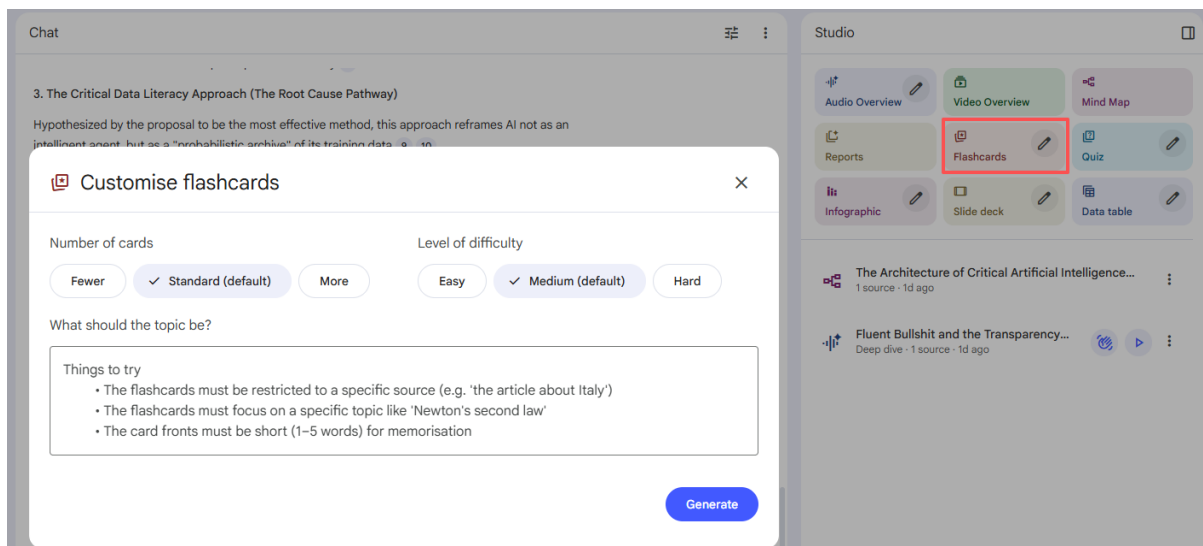 Chat
3. The Critical Data Literacy Approach (The Root Cause Pathway)
Hypothesized by the proposal to be the most effective method, this approach reframes AI not as an
intelligent agent, but as a "probabilistic archive" of its training data 9 10
Customise flashcards
Number of cards
Fewer
Standard (default)
More
Level of difficulty
Easy
Medium (default)
Hard
What should the topic be?
Things to try
• The flashcards must be restricted to a specific source (e.g. 'the article about Italy')
• The flashcards must focus on a specific topic like 'Newton's second law'
• The card fronts must be short (1–5 words) for memorisation
Generate
Studio
Audio Overview
Video Overview
Mind Map
Reports
Flashcards
Quiz
Infographic
Slide deck
Data table
The Architecture of Critical Artificial Intelligence...
1 source · 1d ago
Fluent Bullshit and the Transparency...
Deep dive · 1 source · 1d ago